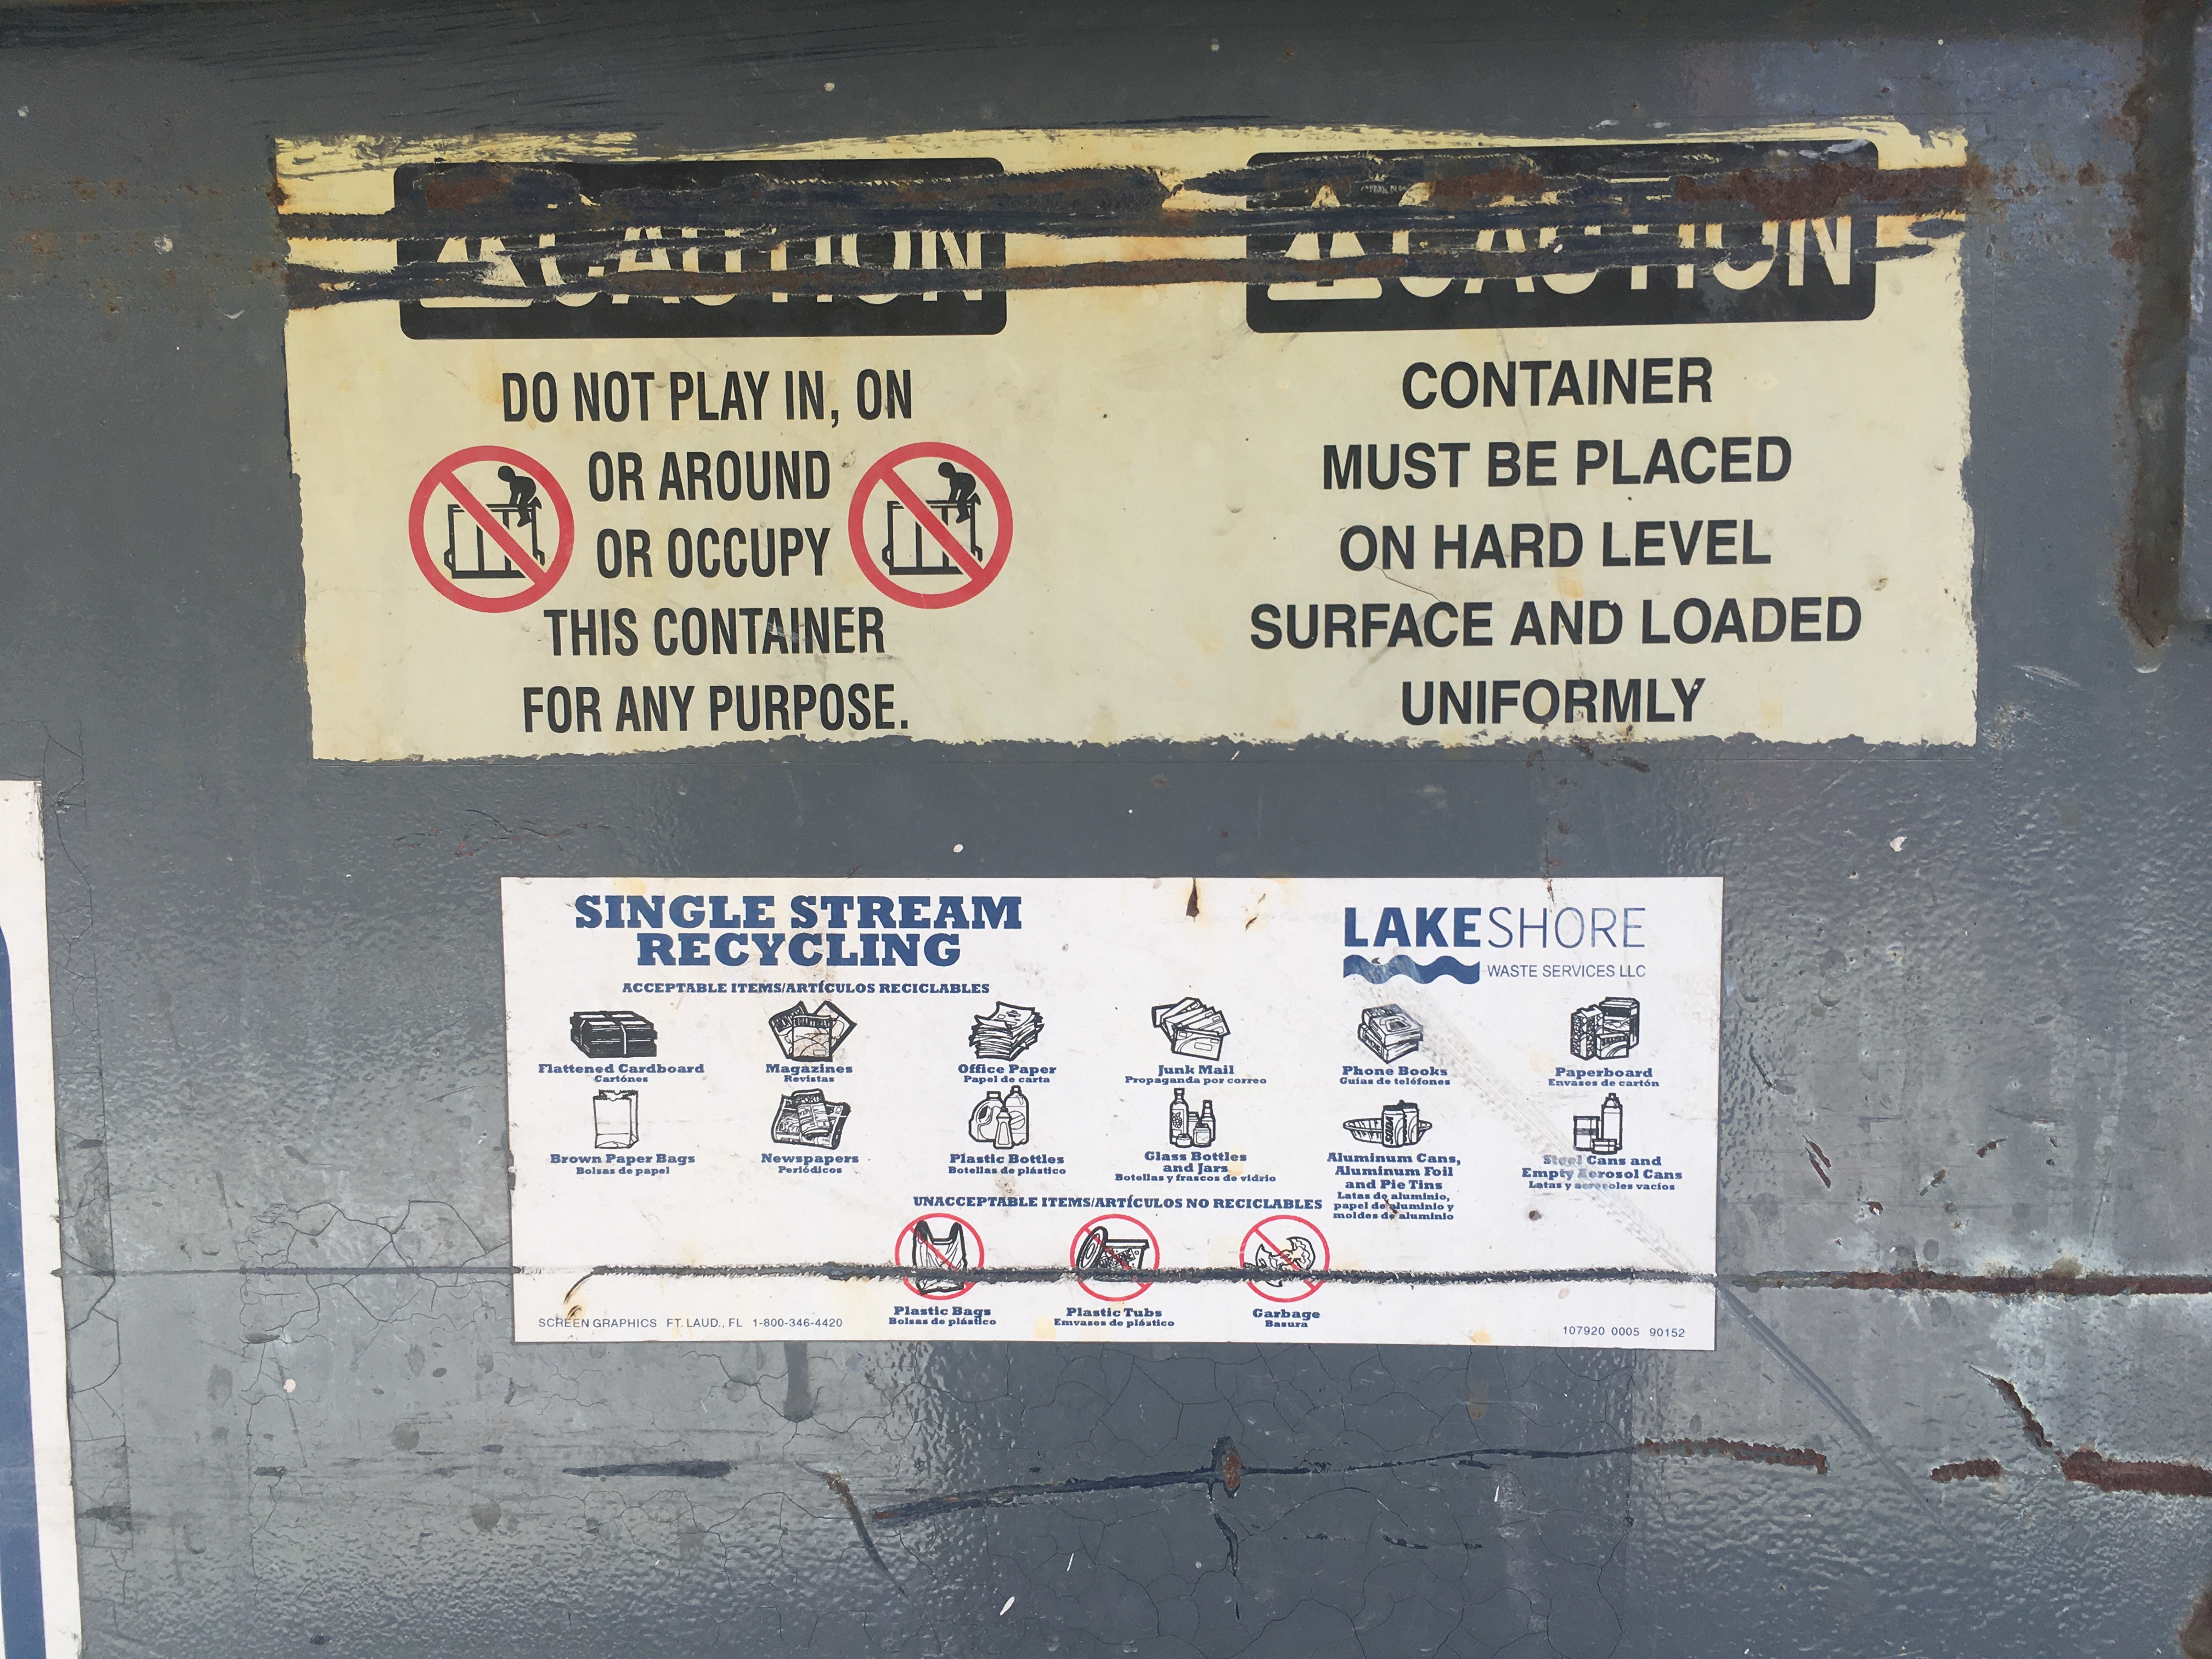 CAUTION
DO NOT PLAY IN, ON
OR AROUND
OR OCCUPY
THIS CONTAINER
FOR ANY PURPOSE.
CAUTION
CONTAINER
MUST BE PLACED
ON HARD LEVEL
SURFACE AND LOADED
UNIFORMLY
SINGLE STREAM
RECYCLING
LAKESHORE
WASTE SERVICES LLC
ACCEPTABLE ITEMS/ARTÍCULOS RECICLABLES
Flattened Cardboard
Cartónes
Magazines
Revistas
Office Paper
Papel de carta
Junk Mail
Propaganda por correo
Phone Books
Guías de teléfones
Paperboard
Envases de cartón
Brown Paper Bags
Bolsas de papel
Newspapers
Periódicos
Plastic Bottles
Botellas de plástico
Glass Bottles
and Jars
Botellas y frascos de vidrio
Aluminum Cans,
Aluminum Foil
and Pie Tins
Latas de aluminio,
papel de aluminio y
moldes de aluminio
Steel Cans and
Empty Aerosol Cans
Latas y aerosoles vacíos
UNACCEPTABLE ITEMS/ARTÍCULOS NO RECICLABLES
Plastic Bags
Bolsas de plástico
Plastic Tubs
Emvases de plástico
Garbage
Basura
SCREEN GRAPHICS FT. LAUD., FL 1-800-346-4420
107920 0005 90152